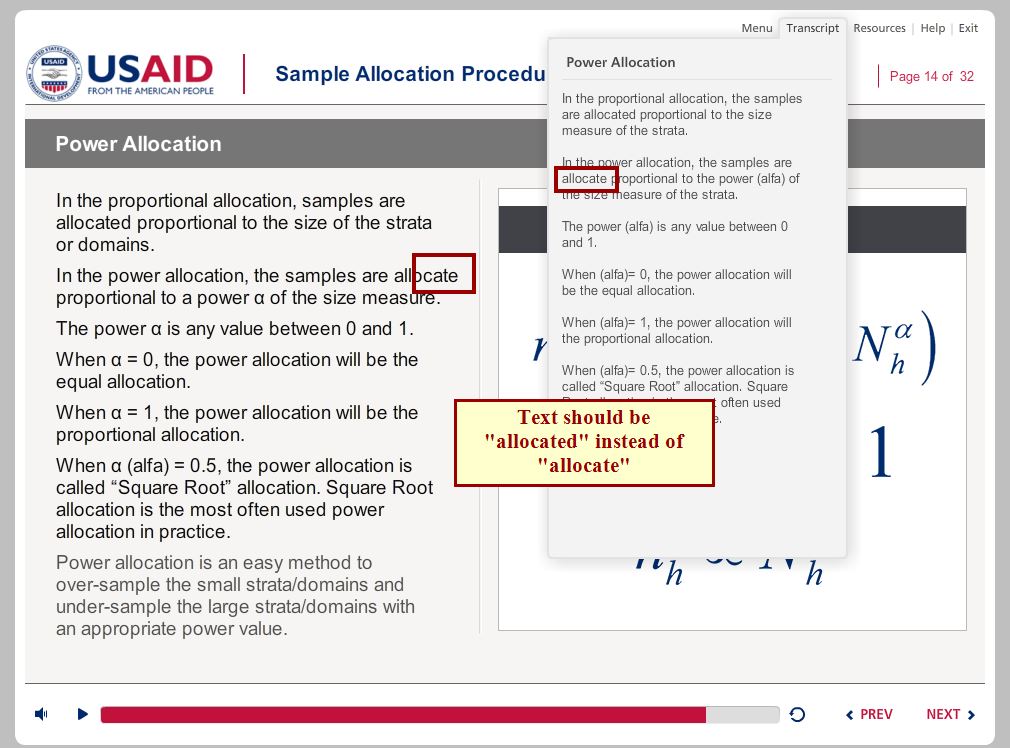 Menu Transcript Resources Help Exit
USAID
FROM THE AMERICAN PEOPLE
Sample Allocation Procedu
Page 14 of 32
Power Allocation
In the proportional allocation, samples are
allocated proportional to the size of the strata
or domains.
In the power allocation, the samples are allocate
proportional to a power α of the size measure.
The power α is any value between 0 and 1.
When α = 0, the power allocation will be the
equal allocation.
When α = 1, the power allocation will be the
proportional allocation.
When α (alfa) = 0.5, the power allocation is
called “Square Root” allocation. Square Root
allocation is the most often used power
allocation in practice.
Power allocation is an easy method to
over-sample the small strata/domains and
under-sample the large strata/domains with
an appropriate power value.
Power Allocation
In the proportional allocation, the samples
are allocated proportional to the size
measure of the strata.
In the power allocation, the samples are
allocate proportional to the power (alfa) of
the size measure of the strata.
The power (alfa) is any value between 0
and 1.
When (alfa)= 0, the power allocation will
be the equal allocation.
When (alfa)= 1, the power allocation will
the proportional allocation.
When (alfa)= 0.5, the power allocation is
called “Square Root” allocation. Square
often used
Text should be
"allocated" instead of
"allocate"
N_h^α)
1
n_h ∝ N_h
PREV NEXT